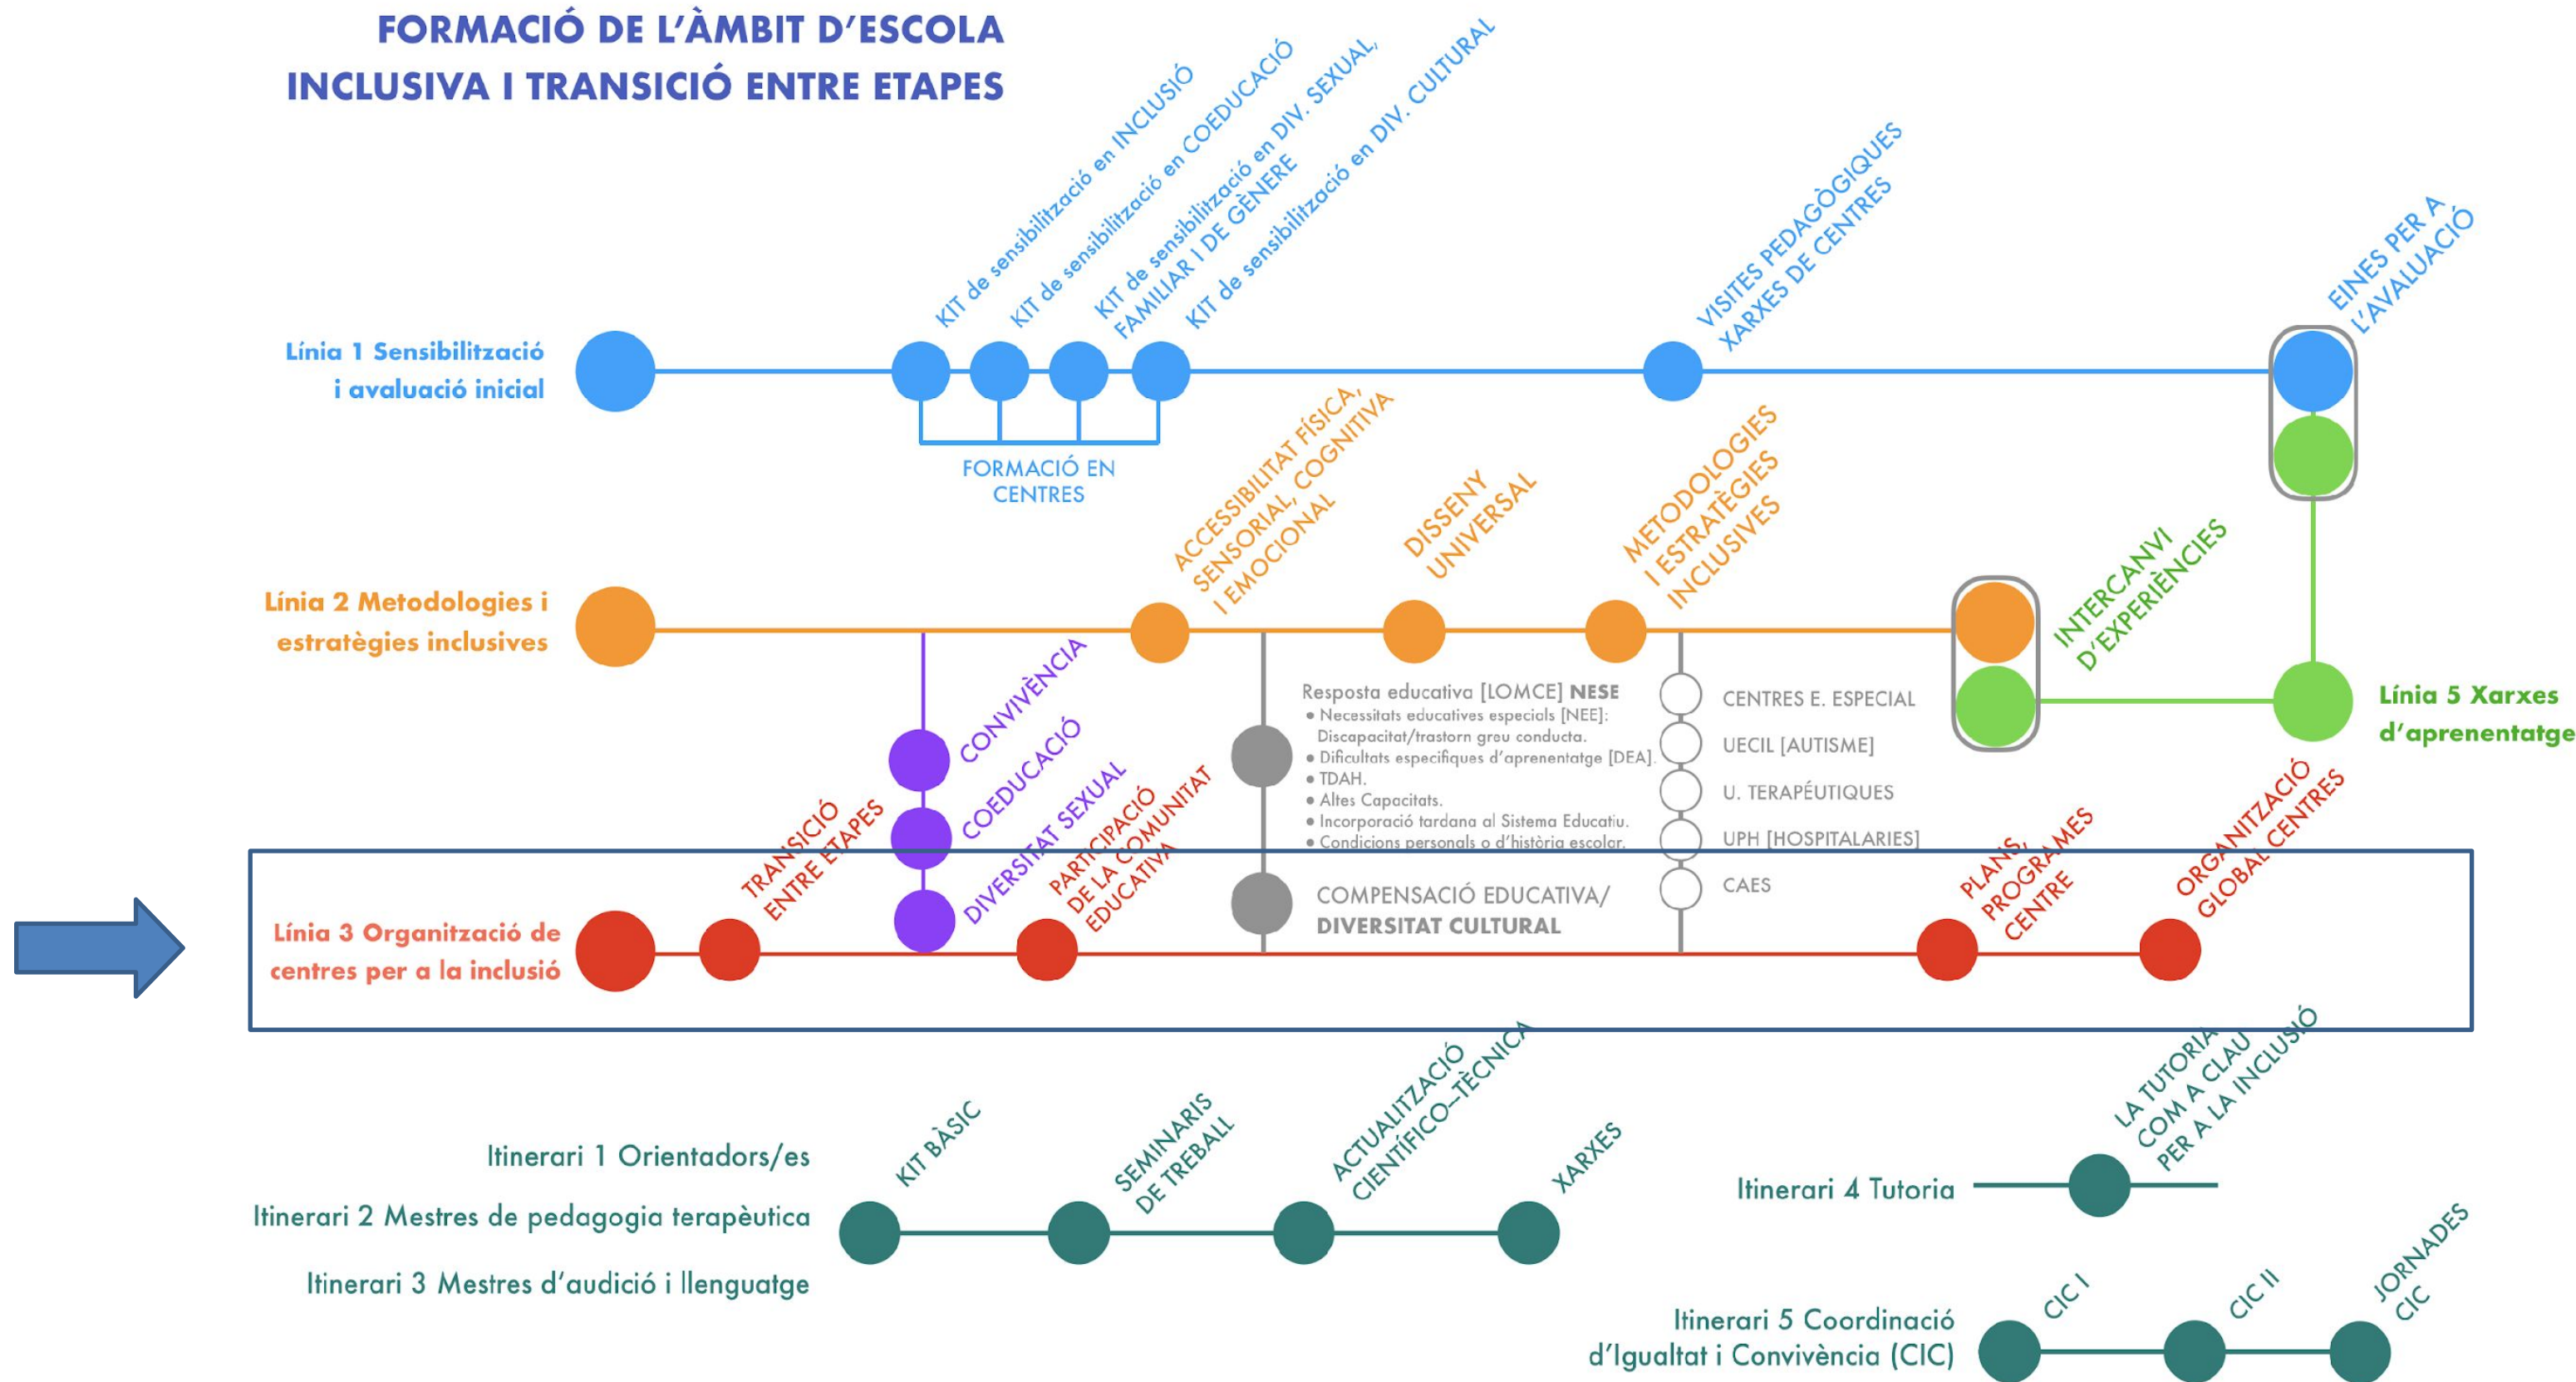 FORMACIÓ DE L'ÀMBIT D'ESCOLA
INCLUSIVA I TRANSICIÓ ENTRE ETAPES
Línia 1 Sensibilització
i avaluació inicial
KIT de sensibilització en INCLUSIÓ
KIT de sensibilització en COEDUCACIÓ
KIT de sensibilització en DIV. SEXUAL,
FAMILIAR I DE GÈNERE
KIT de sensibilització en DIV. CULTURAL
FORMACIÓ EN
CENTRES
VISITES PEDAGÒGIQUES
XARXES DE CENTRES
EINES PER A
L'AVALUACIÓ
Línia 2 Metodologies i
estratègies inclusives
ACCESSIBILITAT FÍSICA,
SENSORIAL, COGNITIVA
I EMOCIONAL
DISSENY
UNIVERSAL
METODOLOGIES
I ESTRATÈGIES
INCLUSIVES
INTERCANVI
D'EXPERIÈNCIES
Línia 5 Xarxes
d'aprenentatge
CONVIVÈNCIA
COEDUCACIÓ
DIVERSITAT SEXUAL
Resposta educativa [LOMCE] NESE
• Necessitats educatives especials [NEE]:
Discapacitat/trastorn greu conducta.
• Dificultats especifiques d'aprenentatge [DEA].
• TDAH.
• Altes Capacitats.
• Incorporació tardana al Sistema Educatiu.
• Condicions personals o d'història escolar.
COMPENSACIÓ EDUCATIVA/
DIVERSITAT CULTURAL
CENTRES E. ESPECIAL
UECIL [AUTISME]
U. TERAPÉUTIQUES
UPH [HOSPITALARIES]
CAES
Línia 3 Organització de
centres per a la inclusió
TRANSICIÓ
ENTRE ETAPES
PARTICIPACIÓ
DE LA COMUNITAT
EDUCATIVA
PLANS,
PROGRAMES
CENTRE
ORGANITZACIÓ
GLOBAL CENTRES
Itinerari 1 Orientadors/es
Itinerari 2 Mestres de pedagogia terapèutica
Itinerari 3 Mestres d'audició i llenguatge
KIT BÀSIC
SEMINARIS
DE TREBALL
ACTUALITZACIÓ
CIENTÍFICO–TÈCNICA
XARXES
Itinerari 4 Tutoria
LA TUTORIA
COM A CLAU
PER A LA INCLUSIÓ
Itinerari 5 Coordinació
d'Igualtat i Convivència (CIC)
CIC I
CIC II
JORNADES
CIC